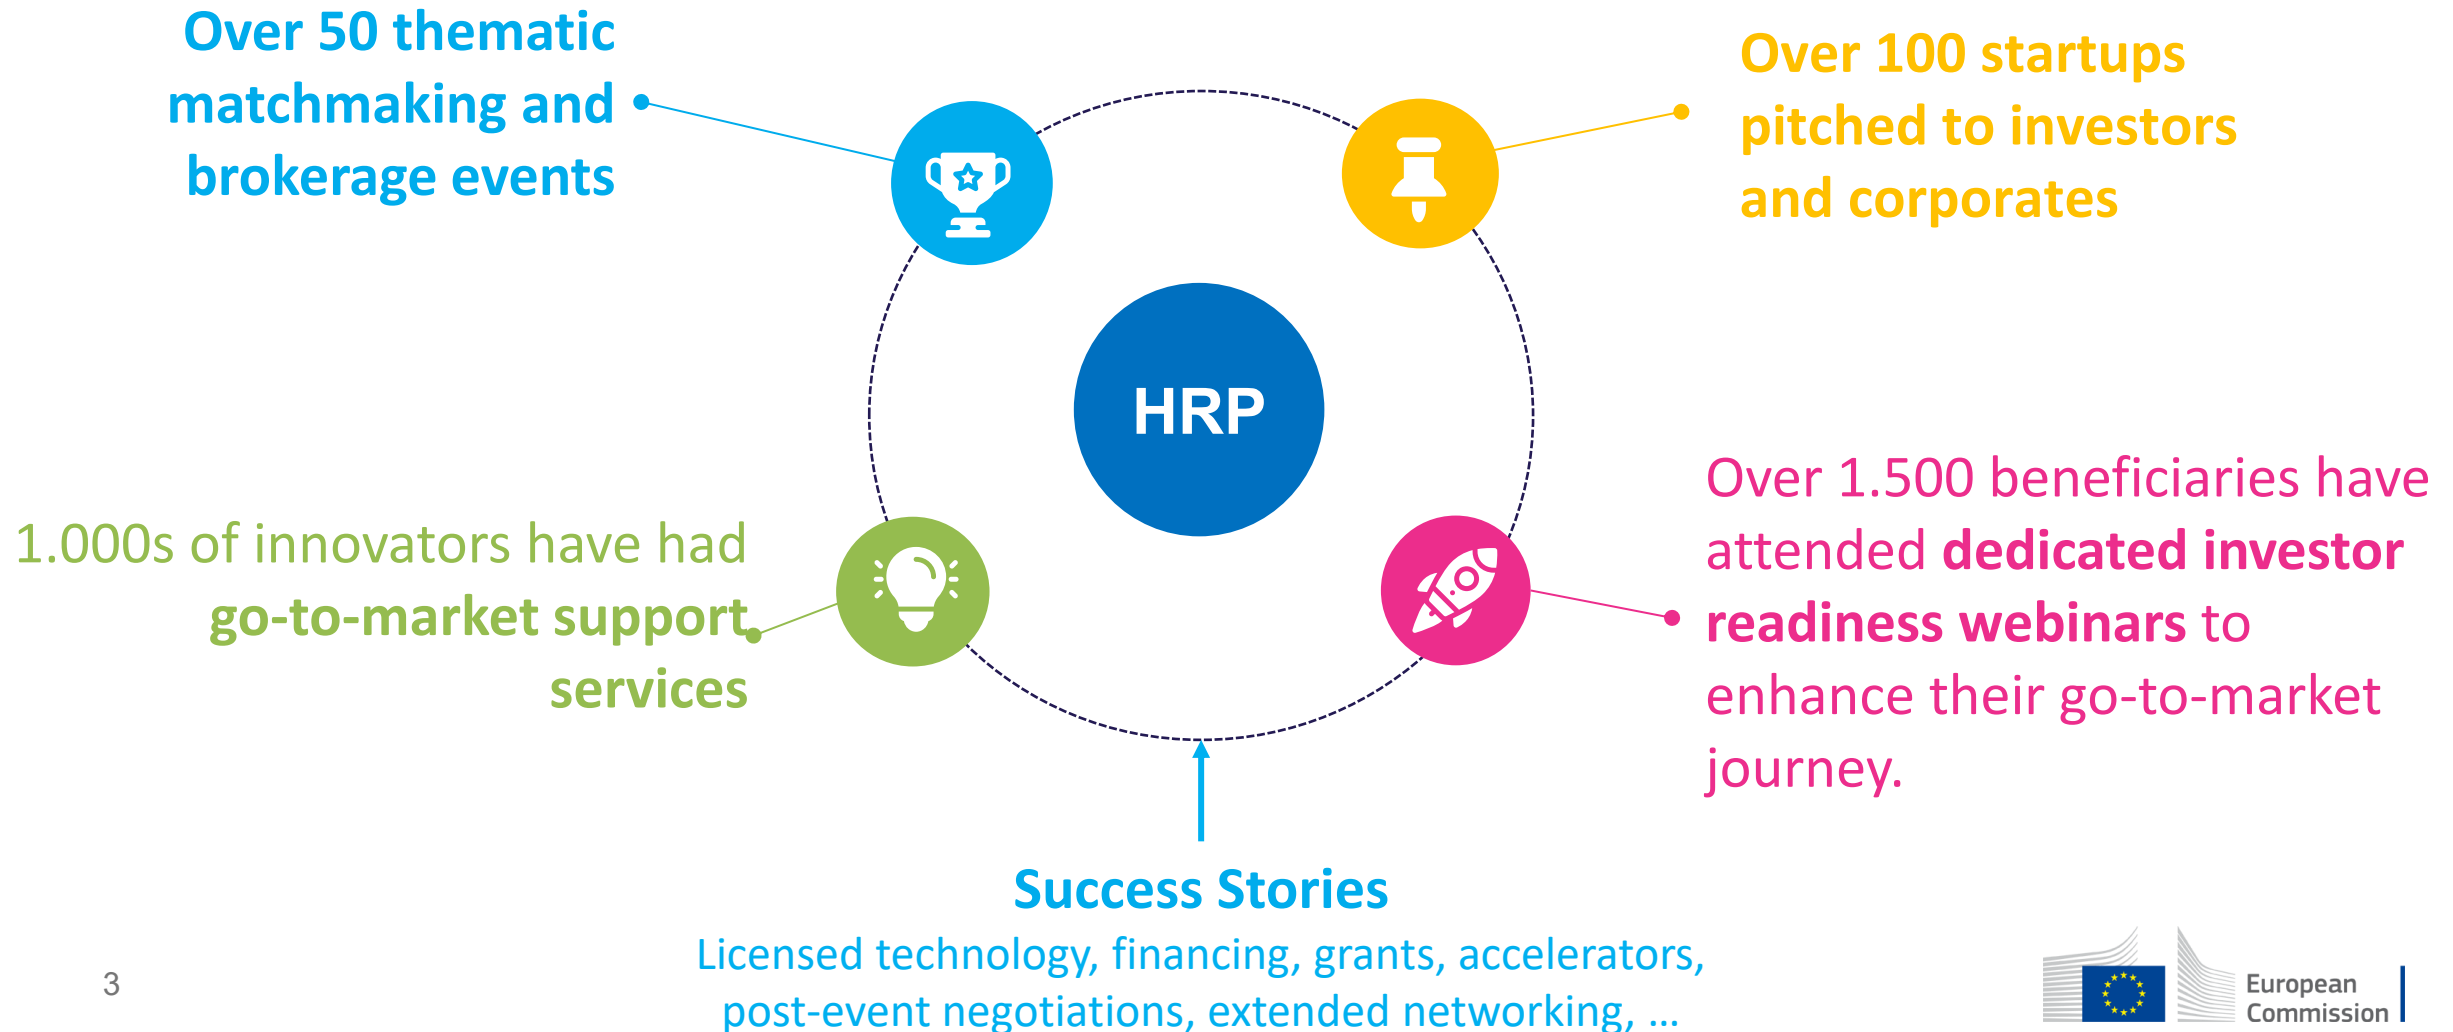 Over 50 thematic
matchmaking and
brokerage events
Over 100 startups
pitched to investors
and corporates
HRP
1.000s of innovators have had
go-to-market support
services
Over 1.500 beneficiaries have
attended dedicated investor
readiness webinars to
enhance their go-to-market
journey.
Success Stories
Licensed technology, financing, grants, accelerators,
post-event negotiations, extended networking, ...
3
European
Commission